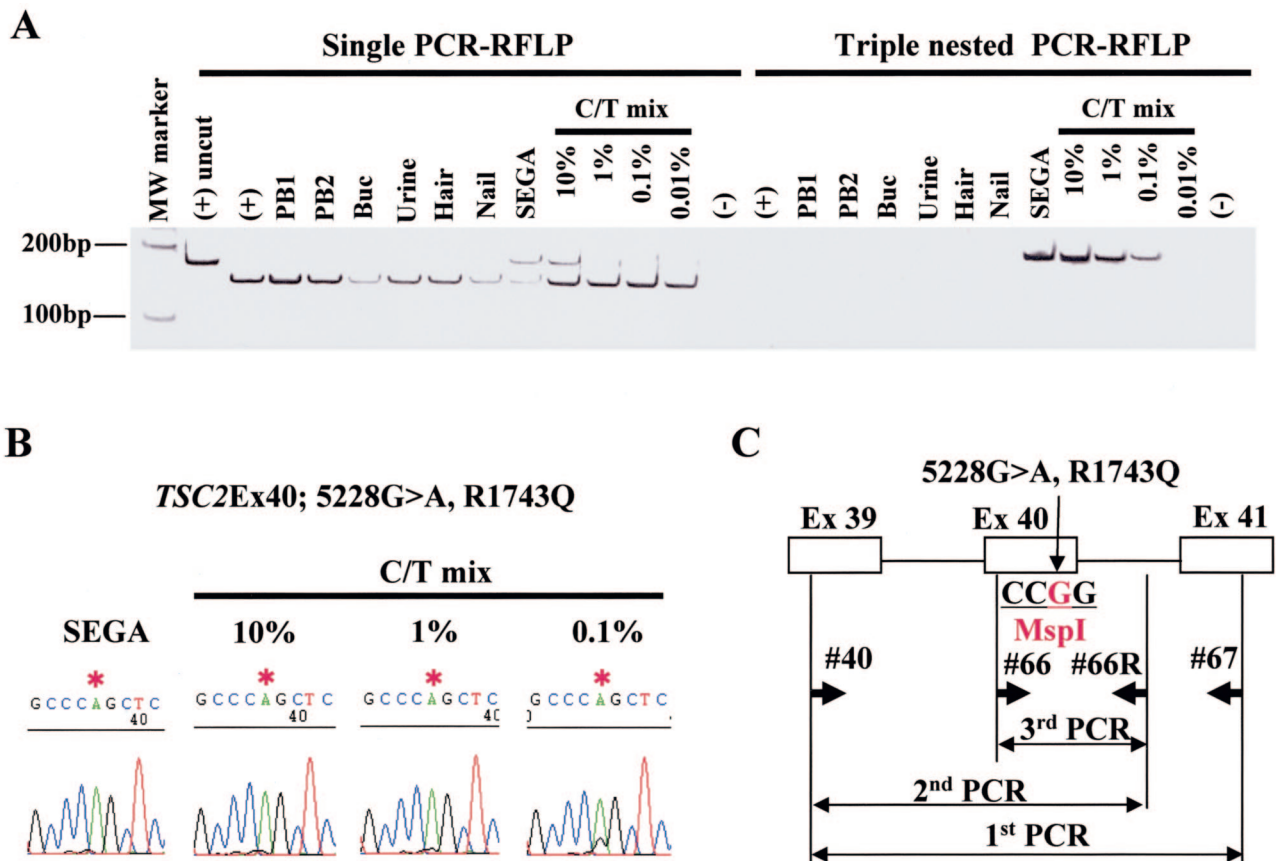 A
Single PCR-RFLP
Triple nested PCR-RFLP
C/T mix
C/T mix
MW marker
(+) uncut
(+)
PB1
PB2
Buc
Urine
Hair
Nail
SEGA
10%
1%
0.1%
0.01%
(-)
(+)
PB1
PB2
Buc
Urine
Hair
Nail
SEGA
10%
1%
0.1%
0.01%
(-)
200bp
100bp
B
TSC2Ex40; 5228G>A, R1743Q
C/T mix
SEGA 10% 1% 0.1%
* * * *
GCCCAGCTC GCCCAGCTC GCCCAGCTC GCCCAGCTC
40 40 40
C
5228G>A, R1743Q
Ex 39 Ex 40 Ex 41
CCGG
MspI
#40 #66 #66R #67
3rd PCR
2nd PCR
1st PCR